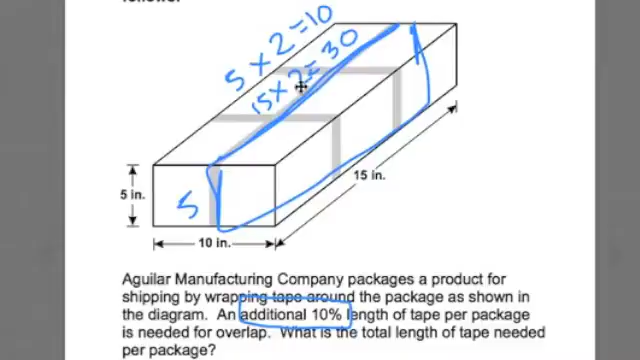 5 x 2 = 10
15 x 2 = 30
5
5 in.
15 in.
10 in.
Aguilar Manufacturing Company packages a product for
shipping by wrapping tape around the package as shown in
the diagram. An additional 10% length of tape per package
is needed for overlap. What is the total length of tape needed
per package?